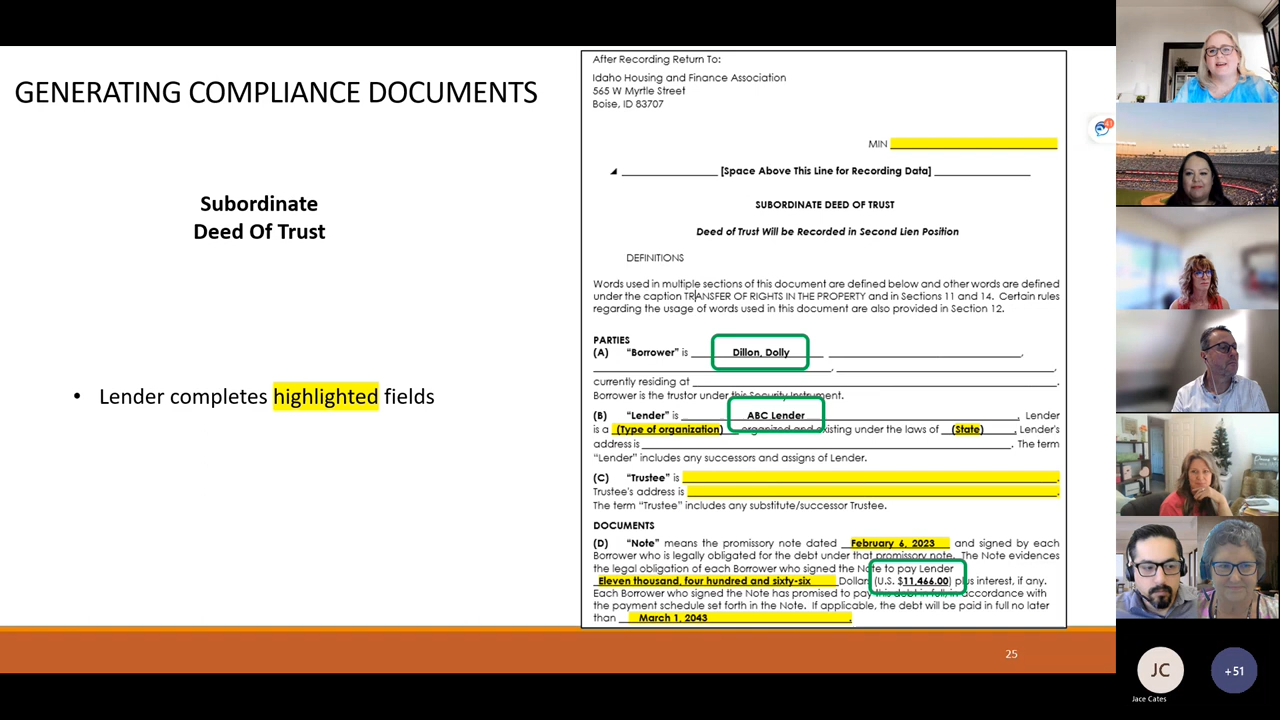 GENERATING COMPLIANCE DOCUMENTS
Subordinate
Deed Of Trust
• Lender completes highlighted fields
After Recording Return To:
Idaho Housing and Finance Association
565 W Myrtle Street
Boise, ID 83707
MIN
[Space Above This Line for Recording Data]
SUBORDINATE DEED OF TRUST
Deed of Trust Will be Recorded in Second Lien Position
DEFINITIONS
Words used in multiple sections of this document are defined below and other words are defined
under the caption TRANSFER OF RIGHTS IN THE PROPERTY and in Sections 11 and 14. Certain rules
regarding the usage of words used in this document are also provided in Section 12.
PARTIES
(A) "Borrower" is Dillon, Dolly
currently residing at
Borrower is the trustor under this Security Instrument.
(B) "Lender" is ABC Lender . Lender
is a (Type of organization) organized and existing under the laws of (State) . Lender's
address is . The term
"Lender" includes any successors and assigns of Lender.
(C) "Trustee" is
Trustee's address is
The term "Trustee" includes any substitute/successor Trustee.
DOCUMENTS
(D) "Note" means the promissory note dated February 6, 2023 and signed by each
Borrower who is legally obligated for the debt under that promissory note. The Note evidences
the legal obligation of each Borrower who signed the Note to pay Lender
Eleven thousand, four hundred and sixty-six Dollars (U.S. $11,466.00) plus interest, if any.
Each Borrower who signed the Note has promised to pay this debt in full, in accordance with
the payment schedule set forth in the Note. If applicable, the debt will be paid in full no later
than March 1, 2043 .
25
41
JC
Jace Cates
+51